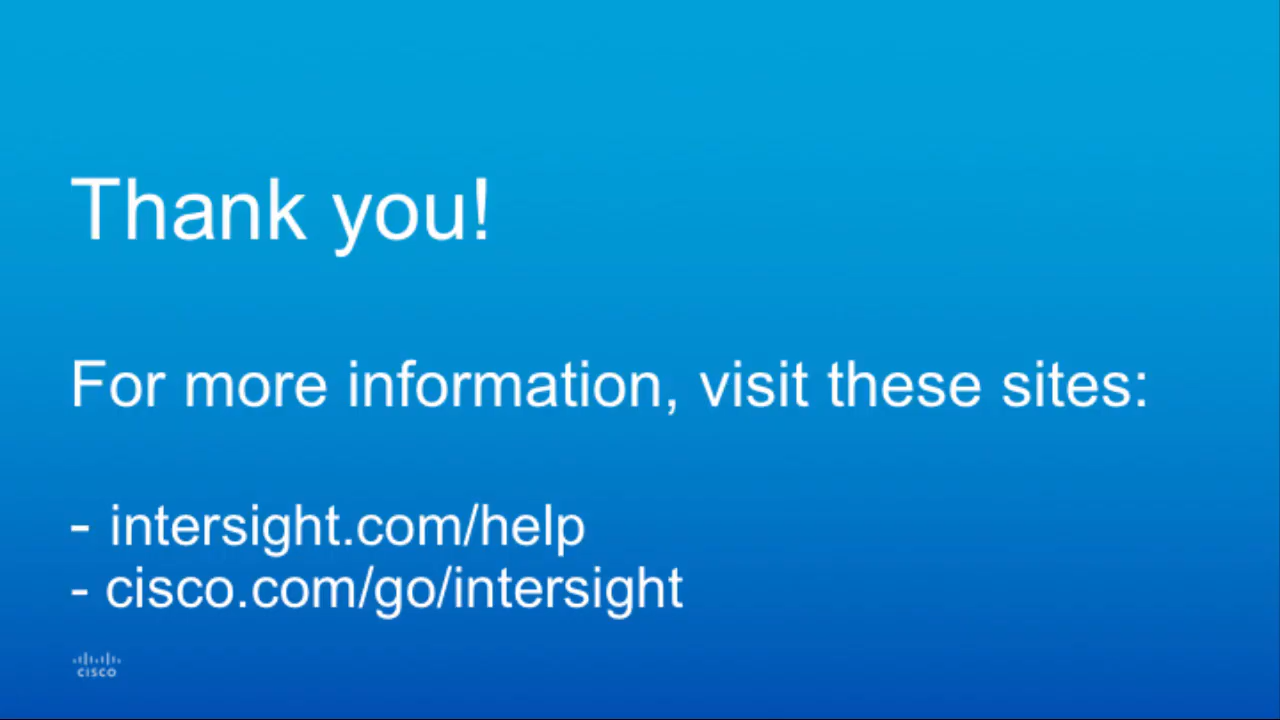 Thank you!
For more information, visit these sites:
- intersight.com/help
- cisco.com/go/intersight
CISCO